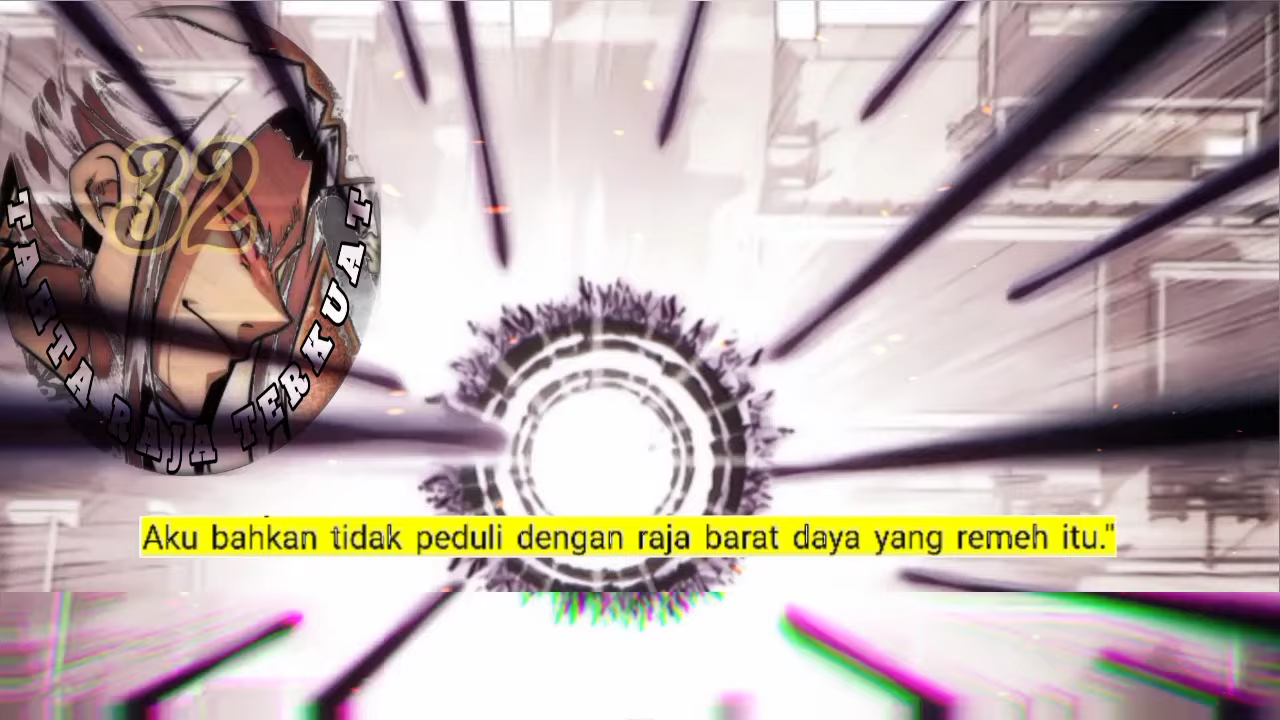 32
TAHTA RAJA TERKUAT
Aku bahkan tidak peduli dengan raja barat daya yang remeh itu."